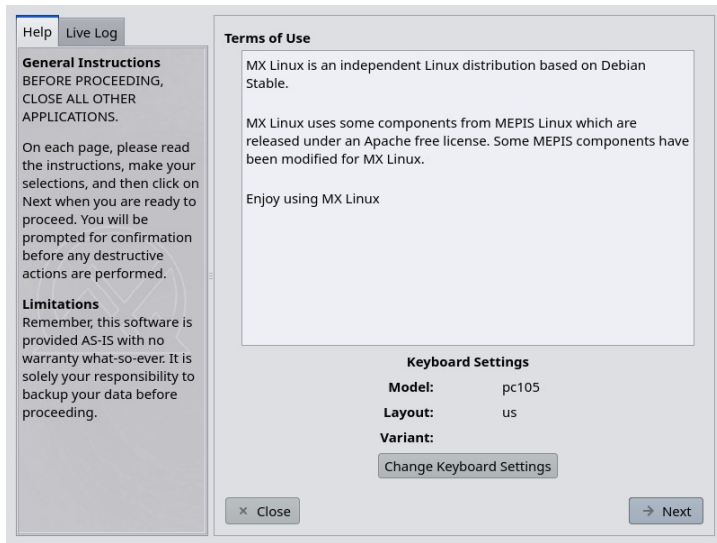 Help
Live Log
General Instructions
BEFORE PROCEEDING,
CLOSE ALL OTHER
APPLICATIONS.
On each page, please read
the instructions, make your
selections, and then click on
Next when you are ready to
proceed. You will be
prompted for confirmation
before any destructive
actions are performed.
Limitations
Remember, this software is
provided AS-IS with no
warranty what-so-ever. It is
solely your responsibility to
backup your data before
proceeding.
Terms of Use
MX Linux is an independent Linux distribution based on Debian
Stable.
MX Linux uses some components from MEPIS Linux which are
released under an Apache free license. Some MEPIS components have
been modified for MX Linux.
Enjoy using MX Linux
Keyboard Settings
Model: pc105
Layout: us
Variant:
Change Keyboard Settings
Close
Next